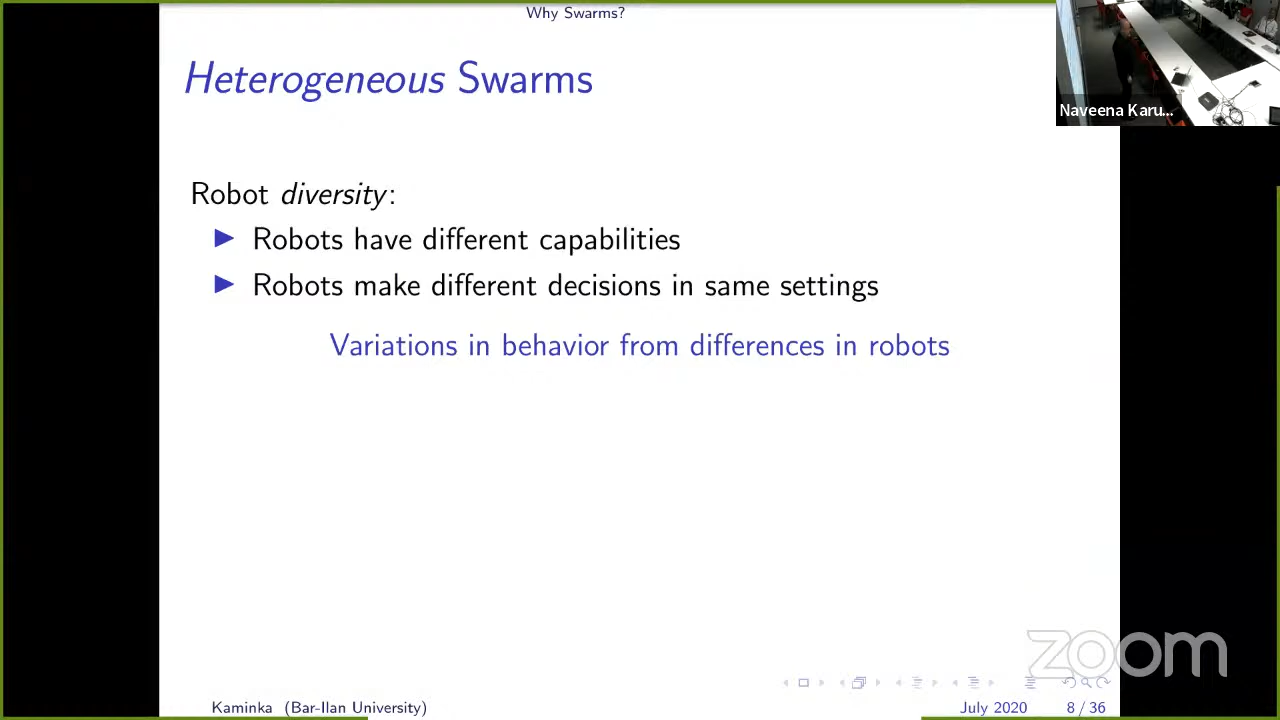 Why Swarms?
Heterogeneous Swarms
Naveena Karu...
Robot diversity:
Robots have different capabilities
Robots make different decisions in same settings
Variations in behavior from differences in robots
zoom
Kaminka (Bar-Ilan University)
July 2020
8 / 36